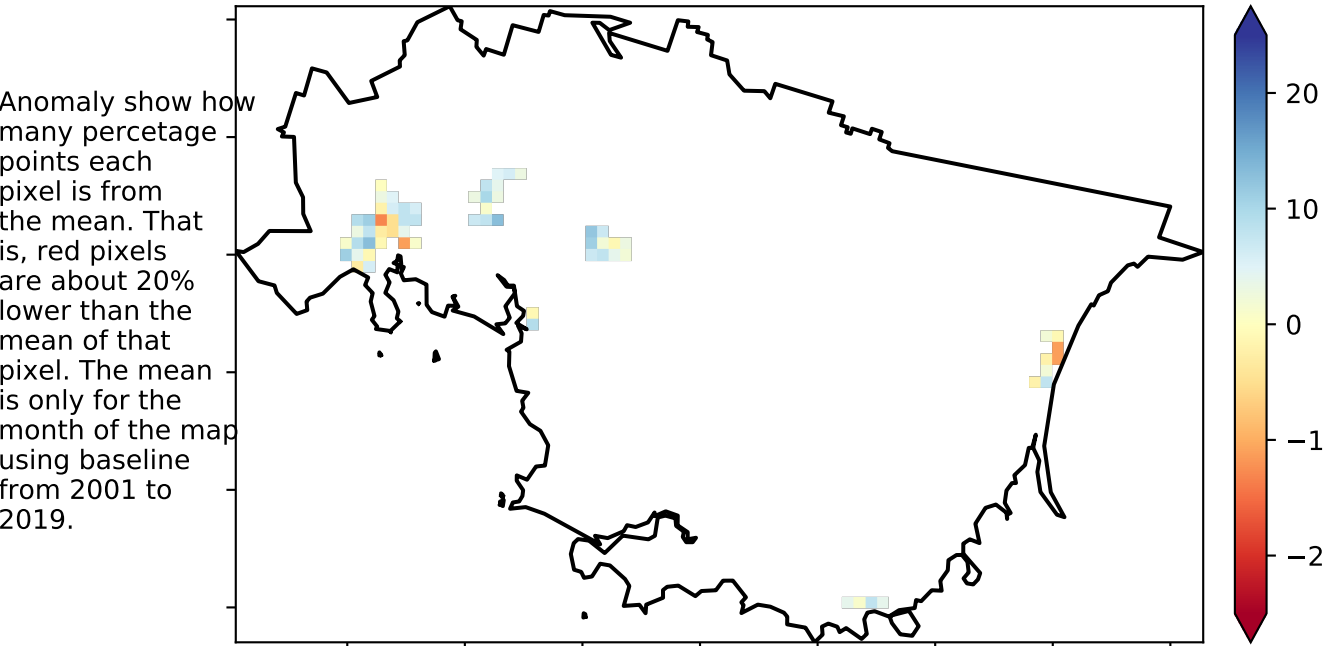 Anomaly show how
many percetage
points each
pixel is from
the mean. That
is, red pixels
are about 20%
lower than the
mean of that
pixel. The mean
is only for the
month of the map
using baseline
from 2001 to
2019.
20
10
0
−1
−2